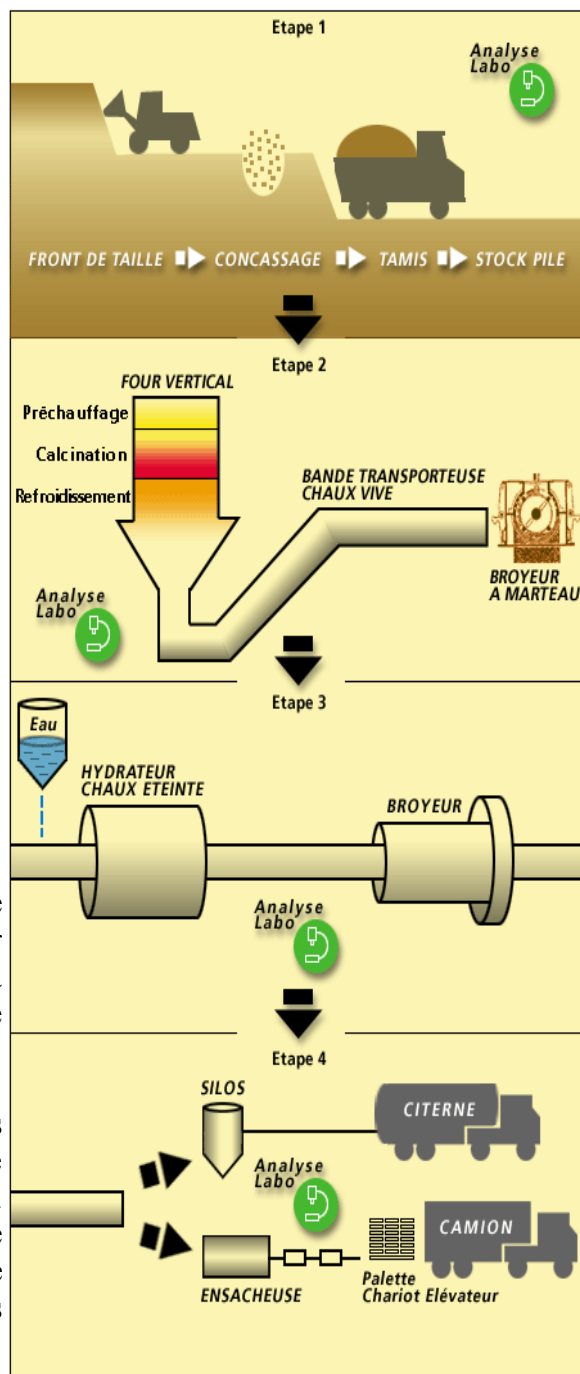 Etape 1
Analyse
Labo
FRONT DE TAILLE
CONCASSAGE
TAMIS
STOCK PILE
Etape 2
FOUR VERTICAL
Prêchauffage
Calcination
Refroidissement
BANDE TRANSPORTEUSE
CHAUX VIVE
BROYEUR
A MARTEAU
Analyse
Labo
Etape 3
Eau
HYDRATEUR
CHAUX ETEINTE
BROYEUR
Analyse
Labo
Etape 4
SILOS
CITERNE
Analyse
Labo
CAMION
ENSACHEUSE
Palette
Chariot Elévateur